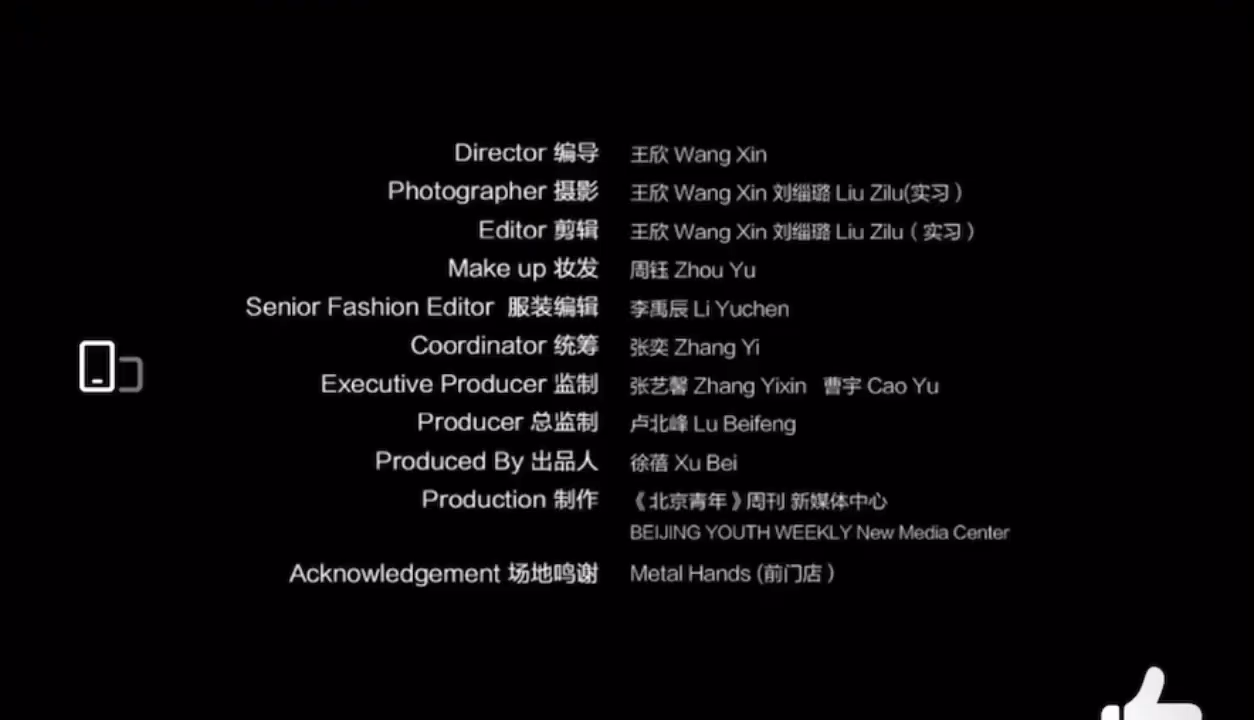 Director 编导 王欣 Wang Xin
Photographer 摄影 王欣 Wang Xin 刘缁璐 Liu Zilu(实习）
Editor 剪辑 王欣 Wang Xin 刘缁璐 Liu Zilu（实习）
Make up 妆发 周钰 Zhou Yu
Senior Fashion Editor 服装编辑 李禹辰 Li Yuchen
Coordinator 统筹 张奕 Zhang Yi
Executive Producer 监制 张艺馨 Zhang Yixin 曹宇 Cao Yu
Producer 总监制 卢北峰 Lu Beifeng
Produced By 出品人 徐蓓 Xu Bei
Production 制作 《北京青年》周刊 新媒体中心
BEIJING YOUTH WEEKLY New Media Center
Acknowledgement 场地鸣谢 Metal Hands (前门店）